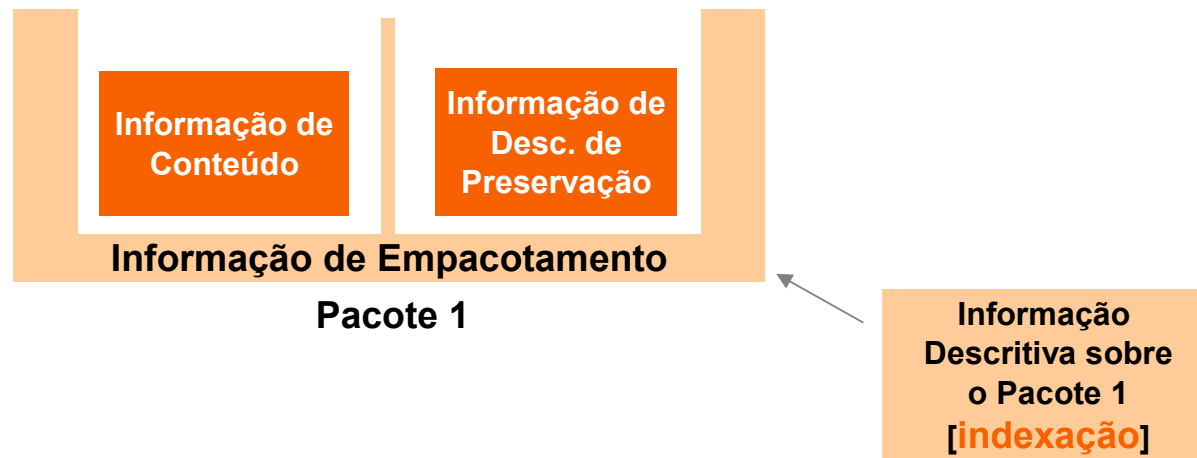 Informação de
Conteúdo
Informação de
Desc. de
Preservação
Informação de Empacotamento
Pacote 1
Informação
Descritiva sobre
o Pacote 1
[indexação]